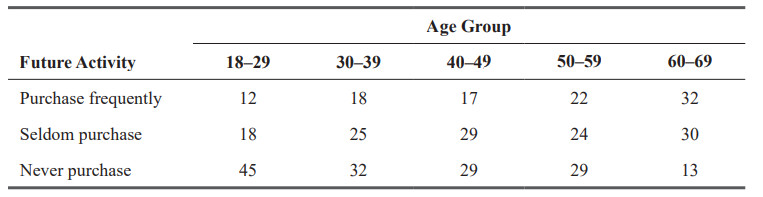 Age Group
Future Activity 18–29 30–39 40–49 50–59 60–69
Purchase frequently 12 18 17 22 32
Seldom purchase 18 25 29 24 30
Never purchase 45 32 29 29 13